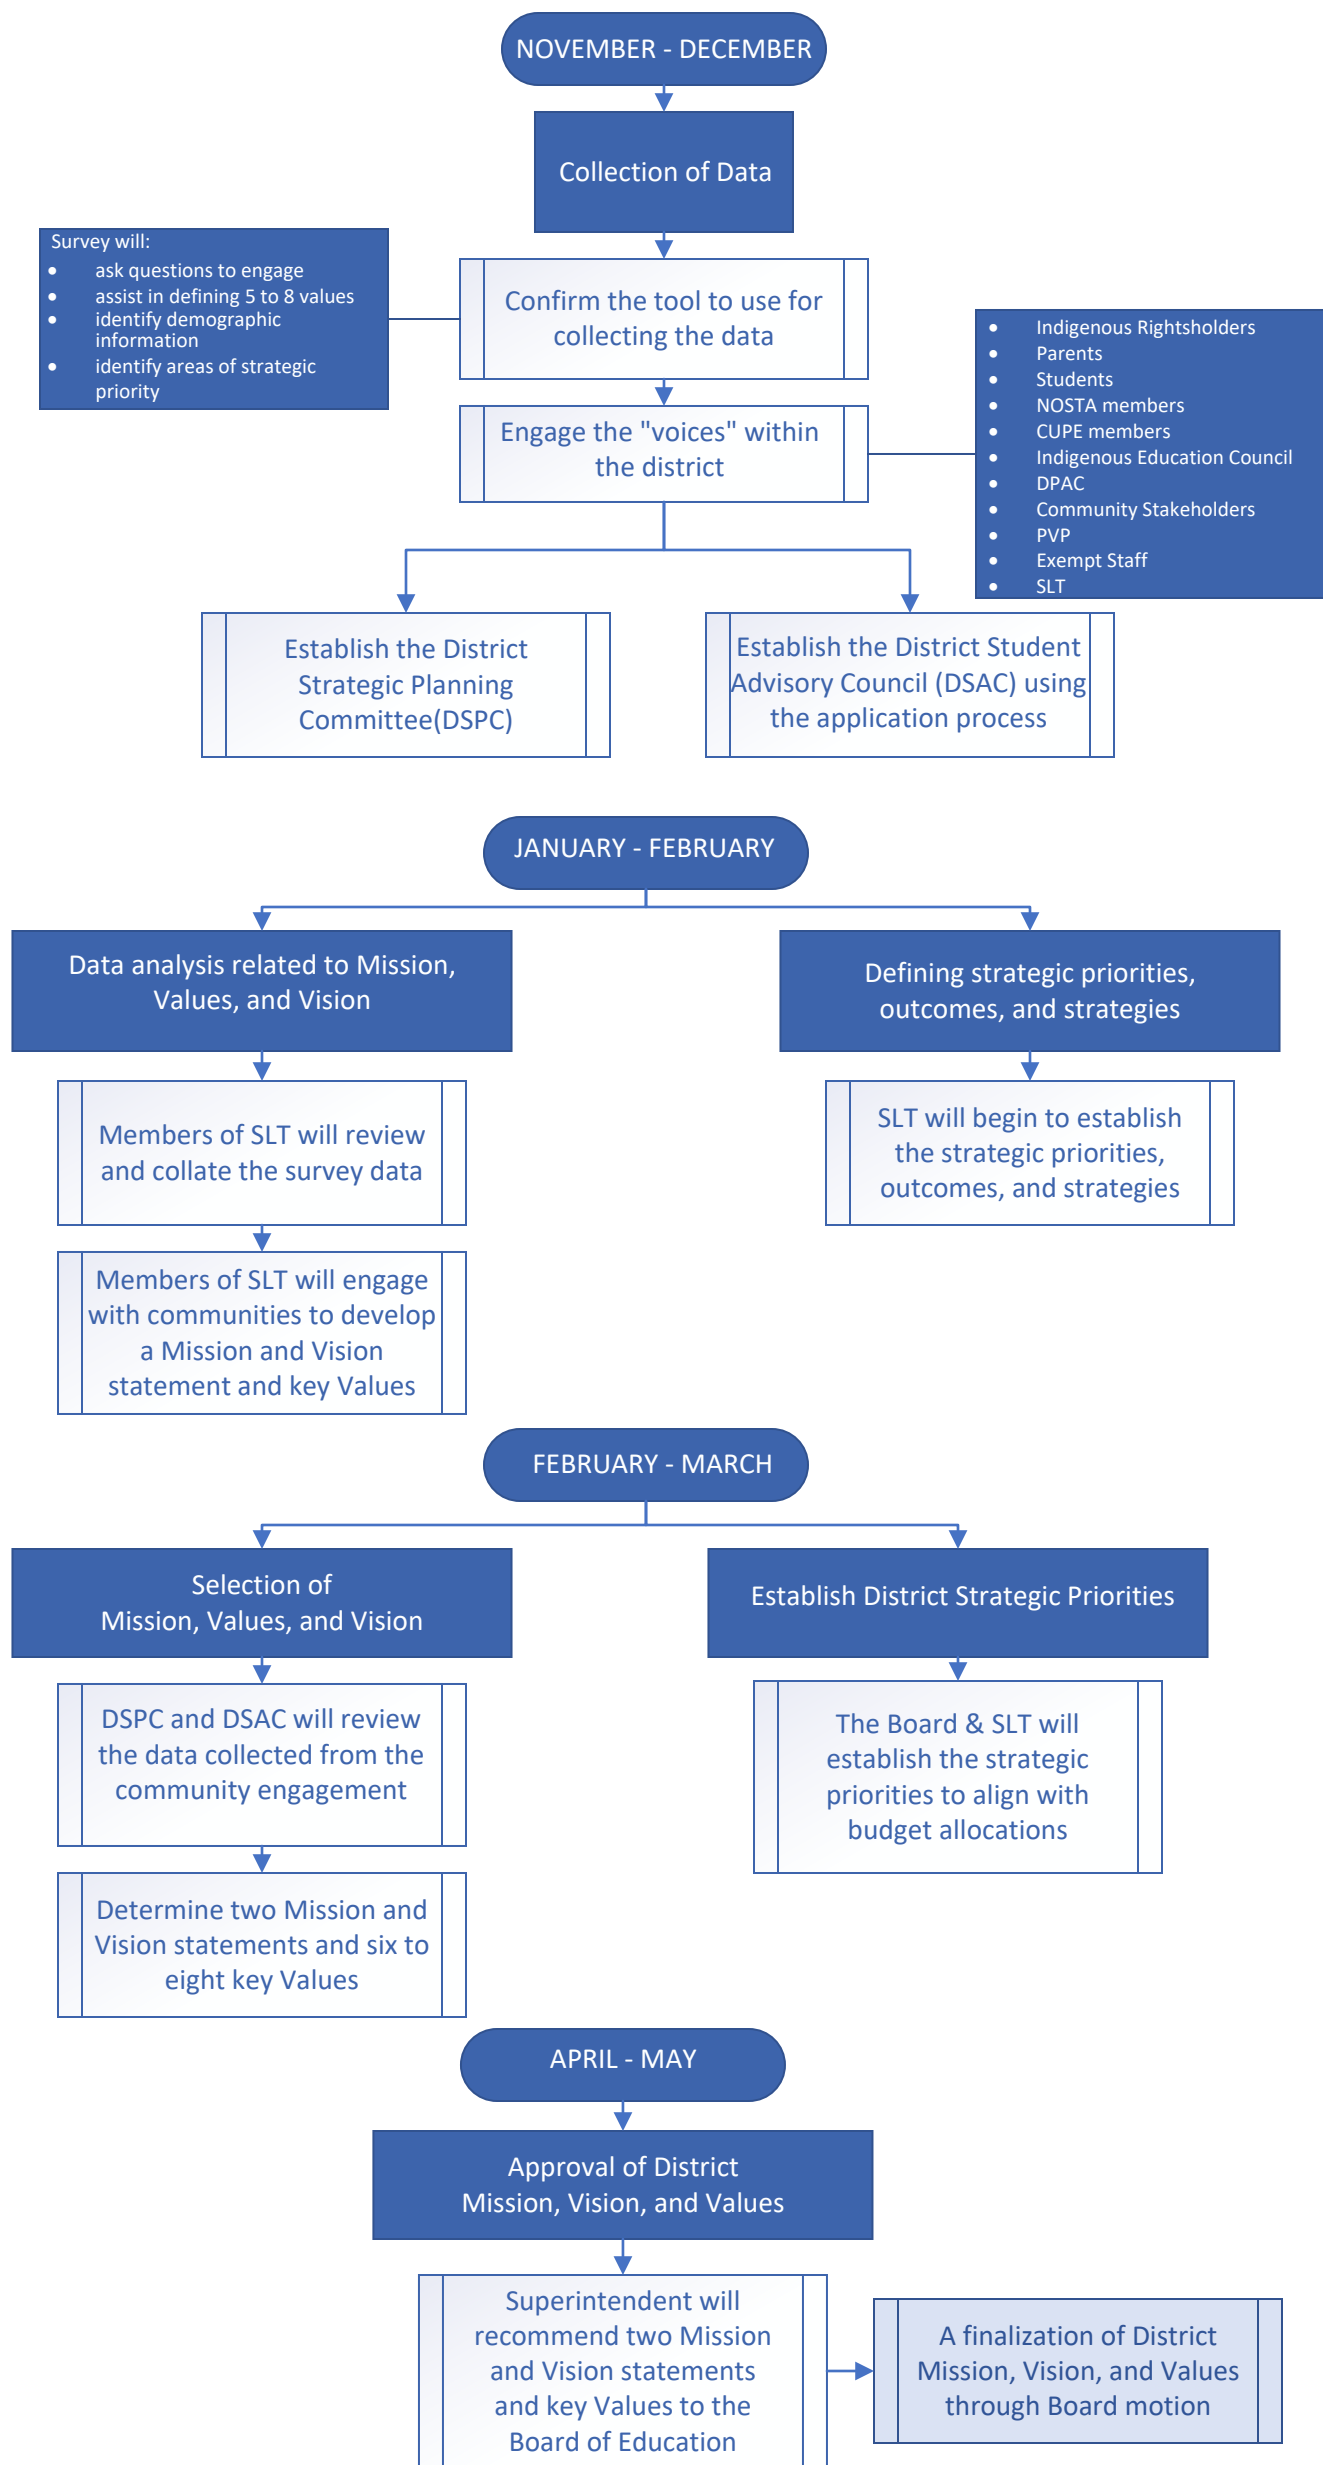 NOVEMBER - DECEMBER
Collection of Data
Survey will:
• ask questions to engage
• assist in defining 5 to 8 values
• identify demographic
information
• identify areas of strategic
priority
Confirm the tool to use for
collecting the data
• Indigenous Rightsholders
• Parents
• Students
• NOSTA members
• CUPE members
• Indigenous Education Council
• DPAC
• Community Stakeholders
• PVP
• Exempt Staff
• SLT
Engage the "voices" within
the district
Establish the District
Strategic Planning
Committee(DSPC)
Establish the District Student
Advisory Council (DSAC) using
the application process
JANUARY - FEBRUARY
Data analysis related to Mission,
Values, and Vision
Defining strategic priorities,
outcomes, and strategies
Members of SLT will review
and collate the survey data
SLT will begin to establish
the strategic priorities,
outcomes, and strategies
Members of SLT will engage
with communities to develop
a Mission and Vision
statement and key Values
FEBRUARY - MARCH
Selection of
Mission, Values, and Vision
Establish District Strategic Priorities
DSPC and DSAC will review
the data collected from the
community engagement
The Board & SLT will
establish the strategic
priorities to align with
budget allocations
Determine two Mission and
Vision statements and six to
eight key Values
APRIL - MAY
Approval of District
Mission, Vision, and Values
Superintendent will
recommend two Mission
and Vision statements
and key Values to the
Board of Education
A finalization of District
Mission, Vision, and Values
through Board motion